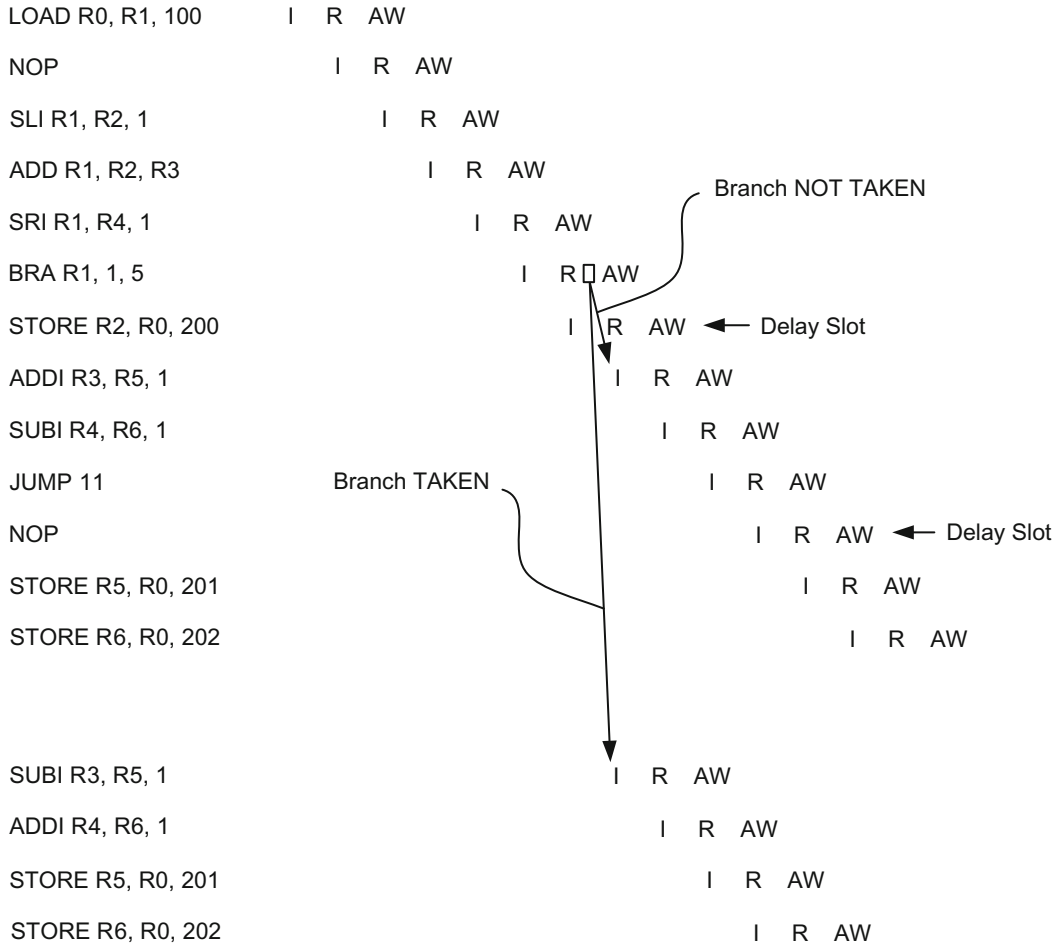 LOAD R0, R1, 100 I R AW
NOP I R AW
SLI R1, R2, 1 I R AW
ADD R1, R2, R3 I R AW
Branch NOT TAKEN
SRI R1, R4, 1 I R AW
BRA R1, 1, 5 I R AW
STORE R2, R0, 200 I R AW Delay Slot
ADDI R3, R5, 1 I R AW
SUBI R4, R6, 1 I R AW
JUMP 11 Branch TAKEN I R AW
NOP I R AW Delay Slot
STORE R5, R0, 201 I R AW
STORE R6, R0, 202 I R AW
SUBI R3, R5, 1 I R AW
ADDI R4, R6, 1 I R AW
STORE R5, R0, 201 I R AW
STORE R6, R0, 202 I R AW